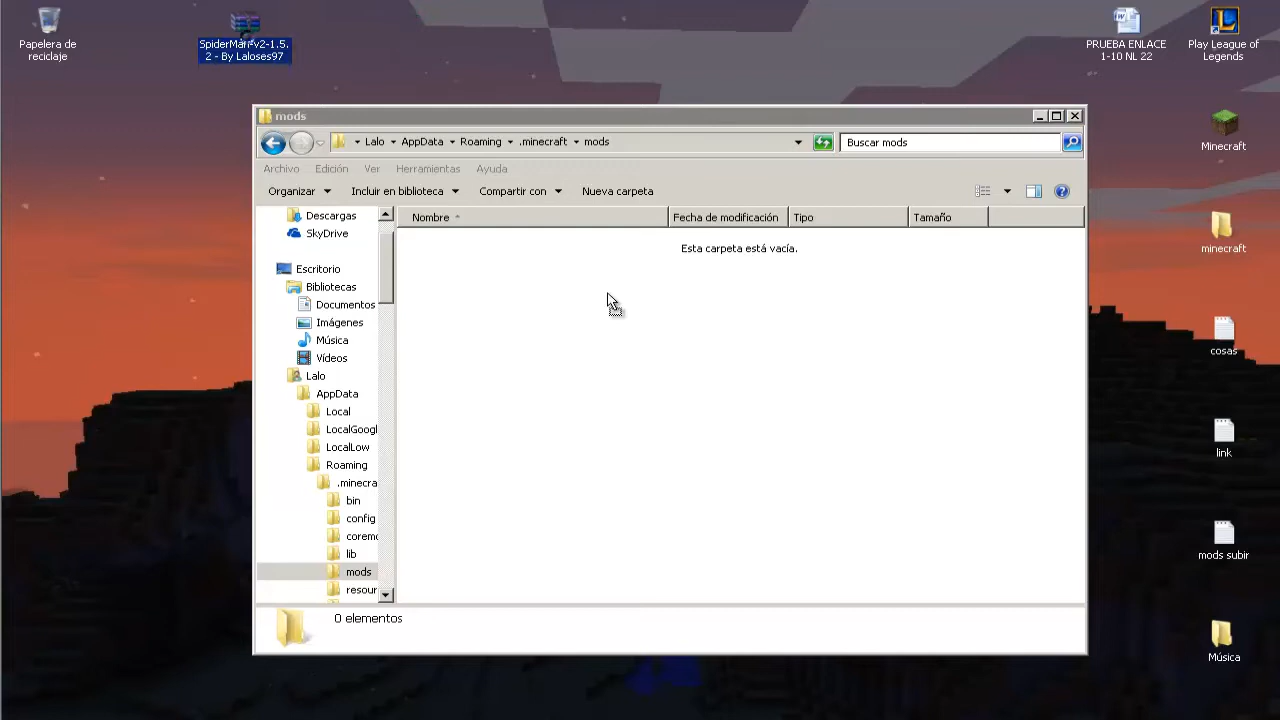 Papelera de
reciclaje
SpiderMan-v2-1.5.
2 - By Laloses97
PRUEBA ENLACE
1-10 NL 22
Play League of
Legends
mods
Lalo AppData Roaming .minecraft mods
Buscar mods
Archivo Edición Ver Herramientas Ayuda
Organizar Incluir en biblioteca Compartir con Nueva carpeta
Nombre Fecha de modificación Tipo Tamaño
Esta carpeta está vacía.
Descargas
SkyDrive
Escritorio
Bibliotecas
Documentos
Imágenes
Música
Vídeos
Lalo
AppData
Local
LocalGoogl
LocalLow
Roaming
.minecra
bin
config
coremo
lib
mods
resour
0 elementos
Minecraft
minecraft
cosas
link
mods subir
Música